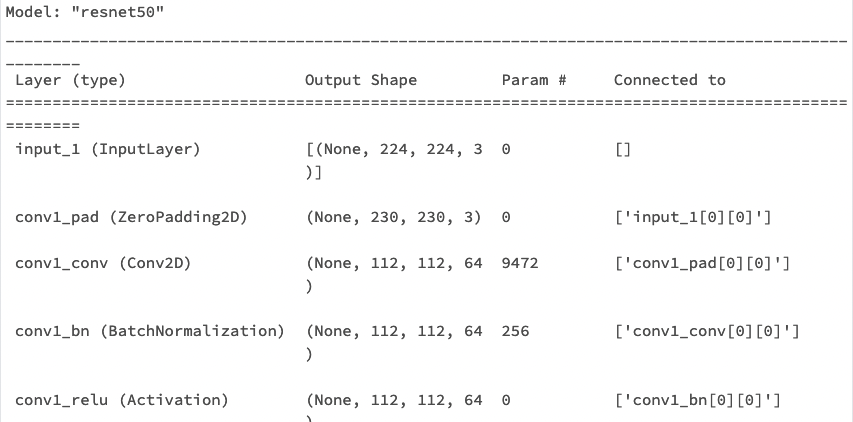 Model: "resnet50"
__________________________________________________________________________________________
________
Layer (type) Output Shape Param # Connected to
==========================================================================================
========
input_1 (InputLayer) [(None, 224, 224, 3 0 []
)]
conv1_pad (ZeroPadding2D) (None, 230, 230, 3) 0 ['input_1[0][0]']
conv1_conv (Conv2D) (None, 112, 112, 64 9472 ['conv1_pad[0][0]']
)
conv1_bn (BatchNormalization) (None, 112, 112, 64 256 ['conv1_conv[0][0]']
)
conv1_relu (Activation) (None, 112, 112, 64 0 ['conv1_bn[0][0]']
)